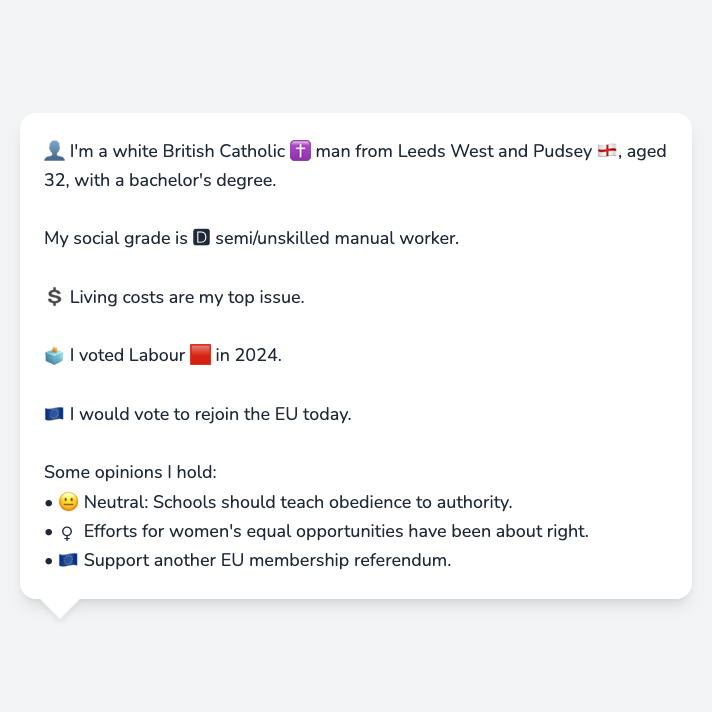 👤 I'm a white British Catholic ✝️ man from Leeds West and Pudsey 🏴󠁧󠁢󠁥󠁮󠁧󠁿, aged
32, with a bachelor's degree.
My social grade is 🅳 semi/unskilled manual worker.
💲 Living costs are my top issue.
🗳️ I voted Labour 🟥 in 2024.
🇪🇺 I would vote to rejoin the EU today.
Some opinions I hold:
• 😐 Neutral: Schools should teach obedience to authority.
• ♀ Efforts for women's equal opportunities have been about right.
• 🇪🇺 Support another EU membership referendum.